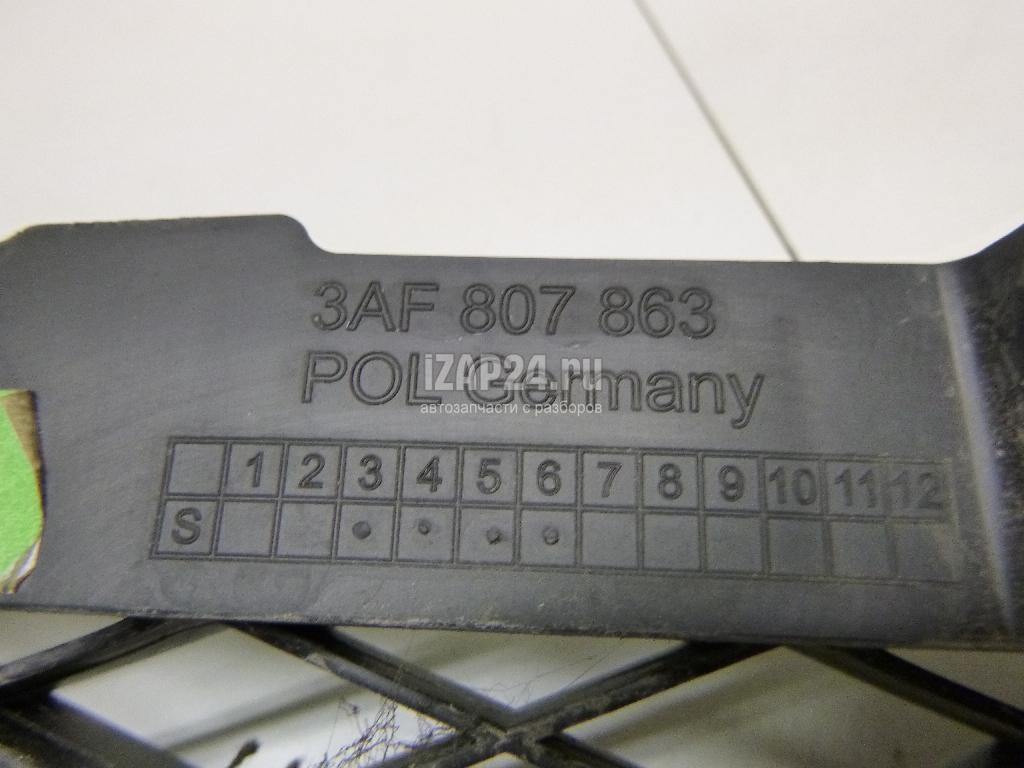 3AF 807 863
POL Germany
iZAP24.ru
автозапчасти с разборов
1 2 3 4 5 6 7 8 9 10 11 12
S